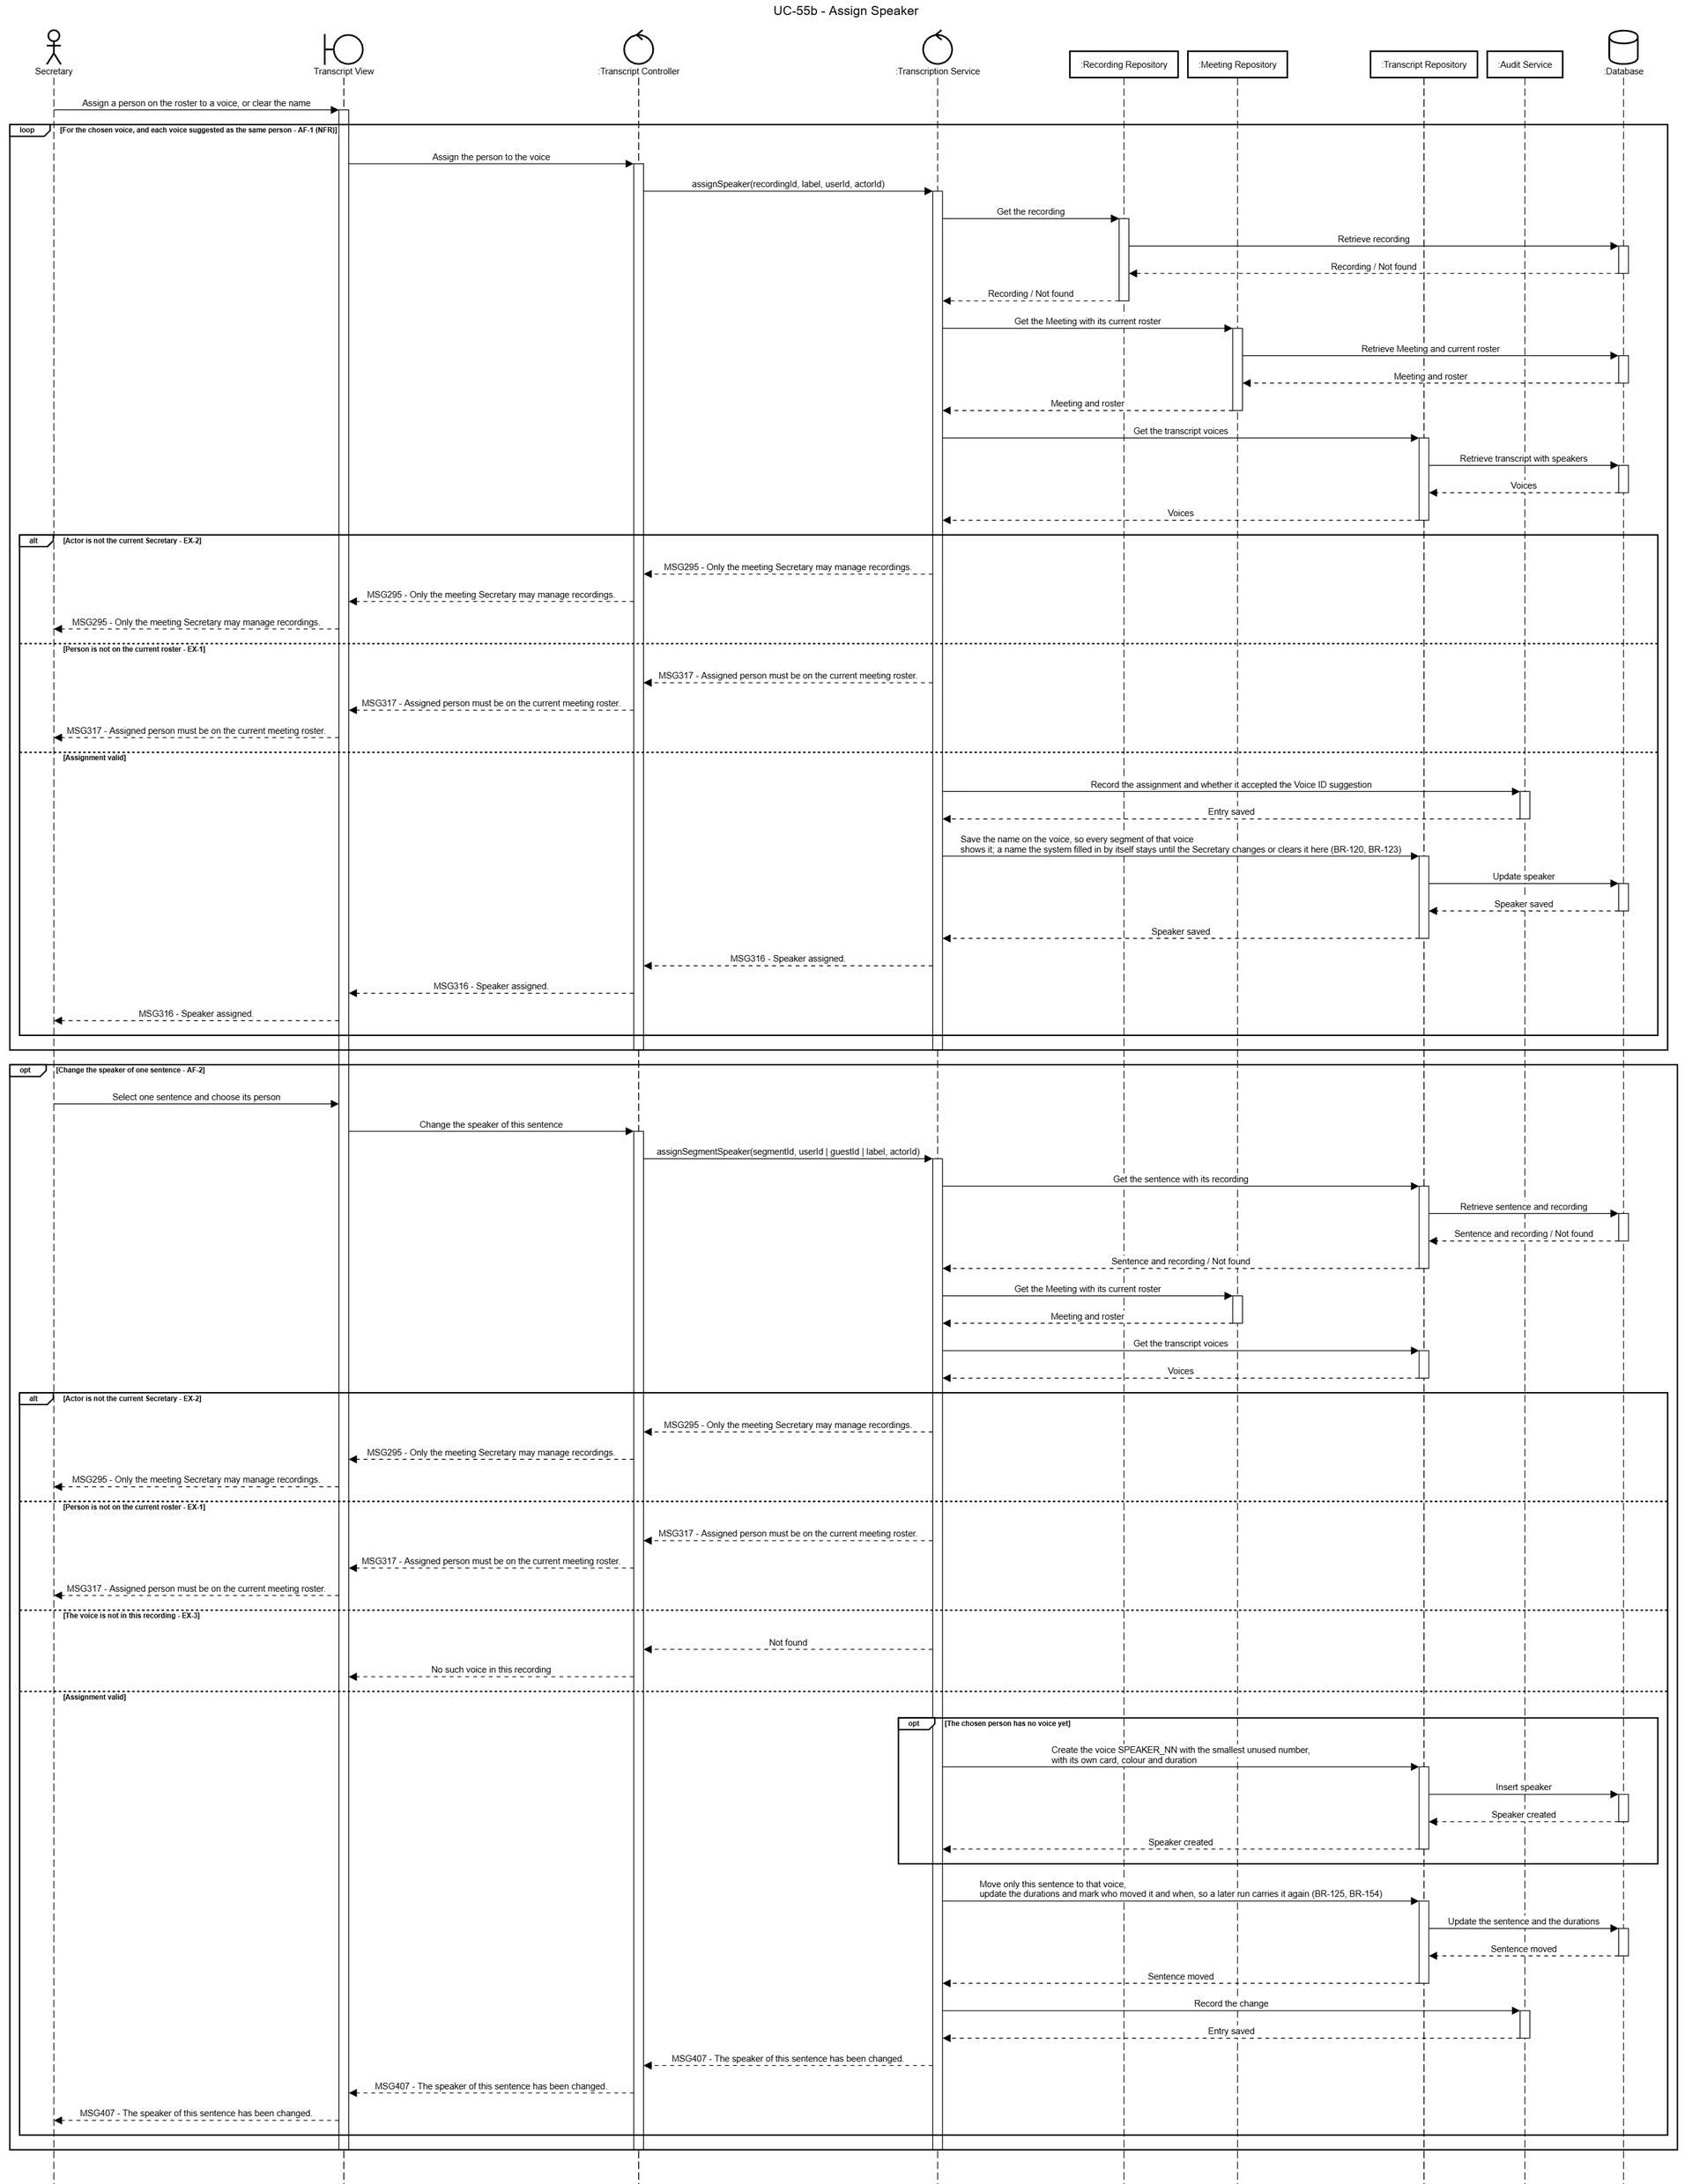 UC-55b - Assign Speaker
Secretary
Transcript View
:Transcript Controller
:Transcription Service
:Recording Repository
:Meeting Repository
:Transcript Repository
:Audit Service
:Database
Assign a person on the roster to a voice, or clear the name
loop
[For the chosen voice, and each voice suggested as the same person - AF-1 (NFR)]
Assign the person to the voice
assignSpeaker(recordingId, label, userId, actorId)
Get the recording
Retrieve recording
Recording / Not found
Recording / Not found
Get the Meeting with its current roster
Retrieve Meeting and current roster
Meeting and roster
Meeting and roster
Get the transcript voices
Retrieve transcript with speakers
Voices
Voices
alt
[Actor is not the current Secretary - EX-2]
MSG295 - Only the meeting Secretary may manage recordings.
MSG295 - Only the meeting Secretary may manage recordings.
MSG295 - Only the meeting Secretary may manage recordings.
[Person is not on the current roster - EX-1]
MSG317 - Assigned person must be on the current meeting roster.
MSG317 - Assigned person must be on the current meeting roster.
MSG317 - Assigned person must be on the current meeting roster.
[Assignment valid]
Record the assignment and whether it accepted the Voice ID suggestion
Entry saved
Save the name on the voice, so every segment of that voice
shows it; a name the system filled in by itself stays until the Secretary changes or clears it here (BR-120, BR-123)
Update speaker
Speaker saved
Speaker saved
MSG316 - Speaker assigned.
MSG316 - Speaker assigned.
MSG316 - Speaker assigned.
opt
[Change the speaker of one sentence - AF-2]
Select one sentence and choose its person
Change the speaker of this sentence
assignSegmentSpeaker(segmentId, userId | guestId | label, actorId)
Get the sentence with its recording
Retrieve sentence and recording
Sentence and recording / Not found
Sentence and recording / Not found
Get the Meeting with its current roster
Meeting and roster
Get the transcript voices
Voices
alt
[Actor is not the current Secretary - EX-2]
MSG295 - Only the meeting Secretary may manage recordings.
MSG295 - Only the meeting Secretary may manage recordings.
MSG295 - Only the meeting Secretary may manage recordings.
[Person is not on the current roster - EX-1]
MSG317 - Assigned person must be on the current meeting roster.
MSG317 - Assigned person must be on the current meeting roster.
MSG317 - Assigned person must be on the current meeting roster.
[The voice is not in this recording - EX-3]
Not found
No such voice in this recording
[Assignment valid]
opt
[The chosen person has no voice yet]
Create the voice SPEAKER_NN with the smallest unused number,
with its own card, colour and duration
Insert speaker
Speaker created
Speaker created
Move only this sentence to that voice,
update the durations and mark who moved it and when, so a later run carries it again (BR-125, BR-154)
Update the sentence and the durations
Sentence moved
Sentence moved
Record the change
Entry saved
MSG407 - The speaker of this sentence has been changed.
MSG407 - The speaker of this sentence has been changed.
MSG407 - The speaker of this sentence has been changed.